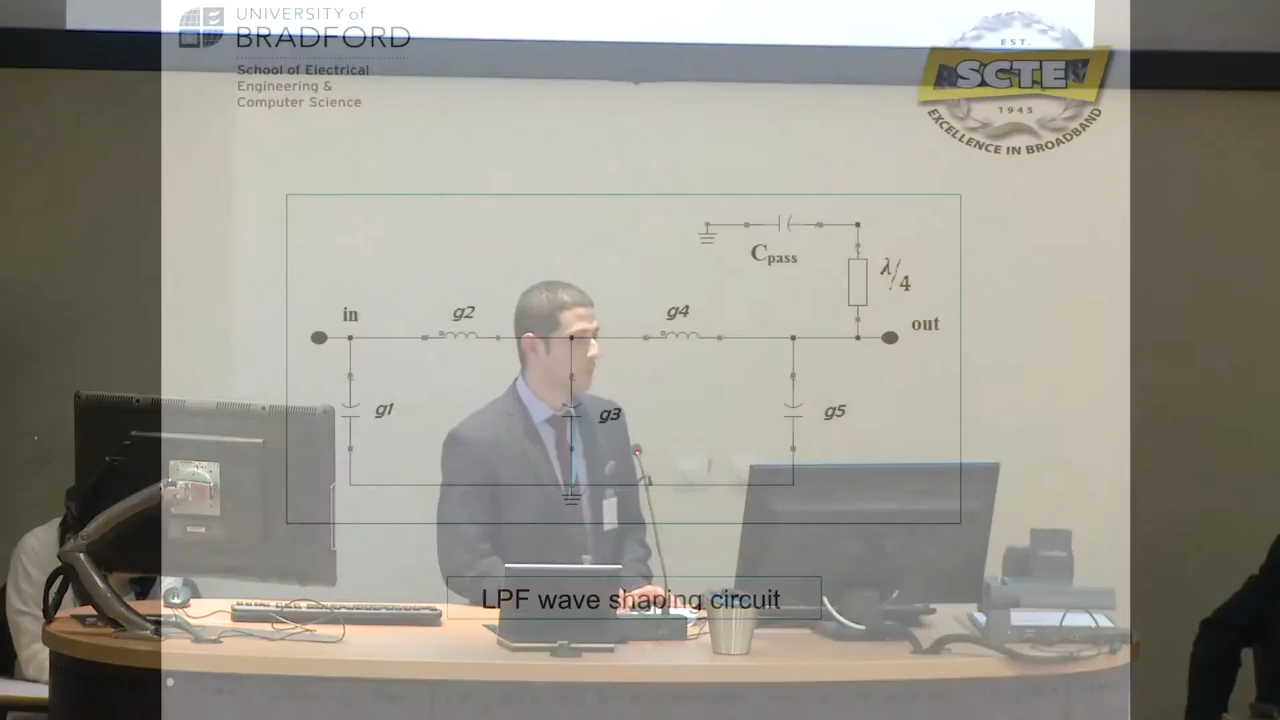 UNIVERSITY of
BRADFORD
School of Electrical
Engineering &
Computer Science
EST.
SCTE
1945
EXCELLENCE IN BROADBAND
Cpass
λ/4
in
g2
g4
out
g1
g3
g5
LPF wave shaping circuit